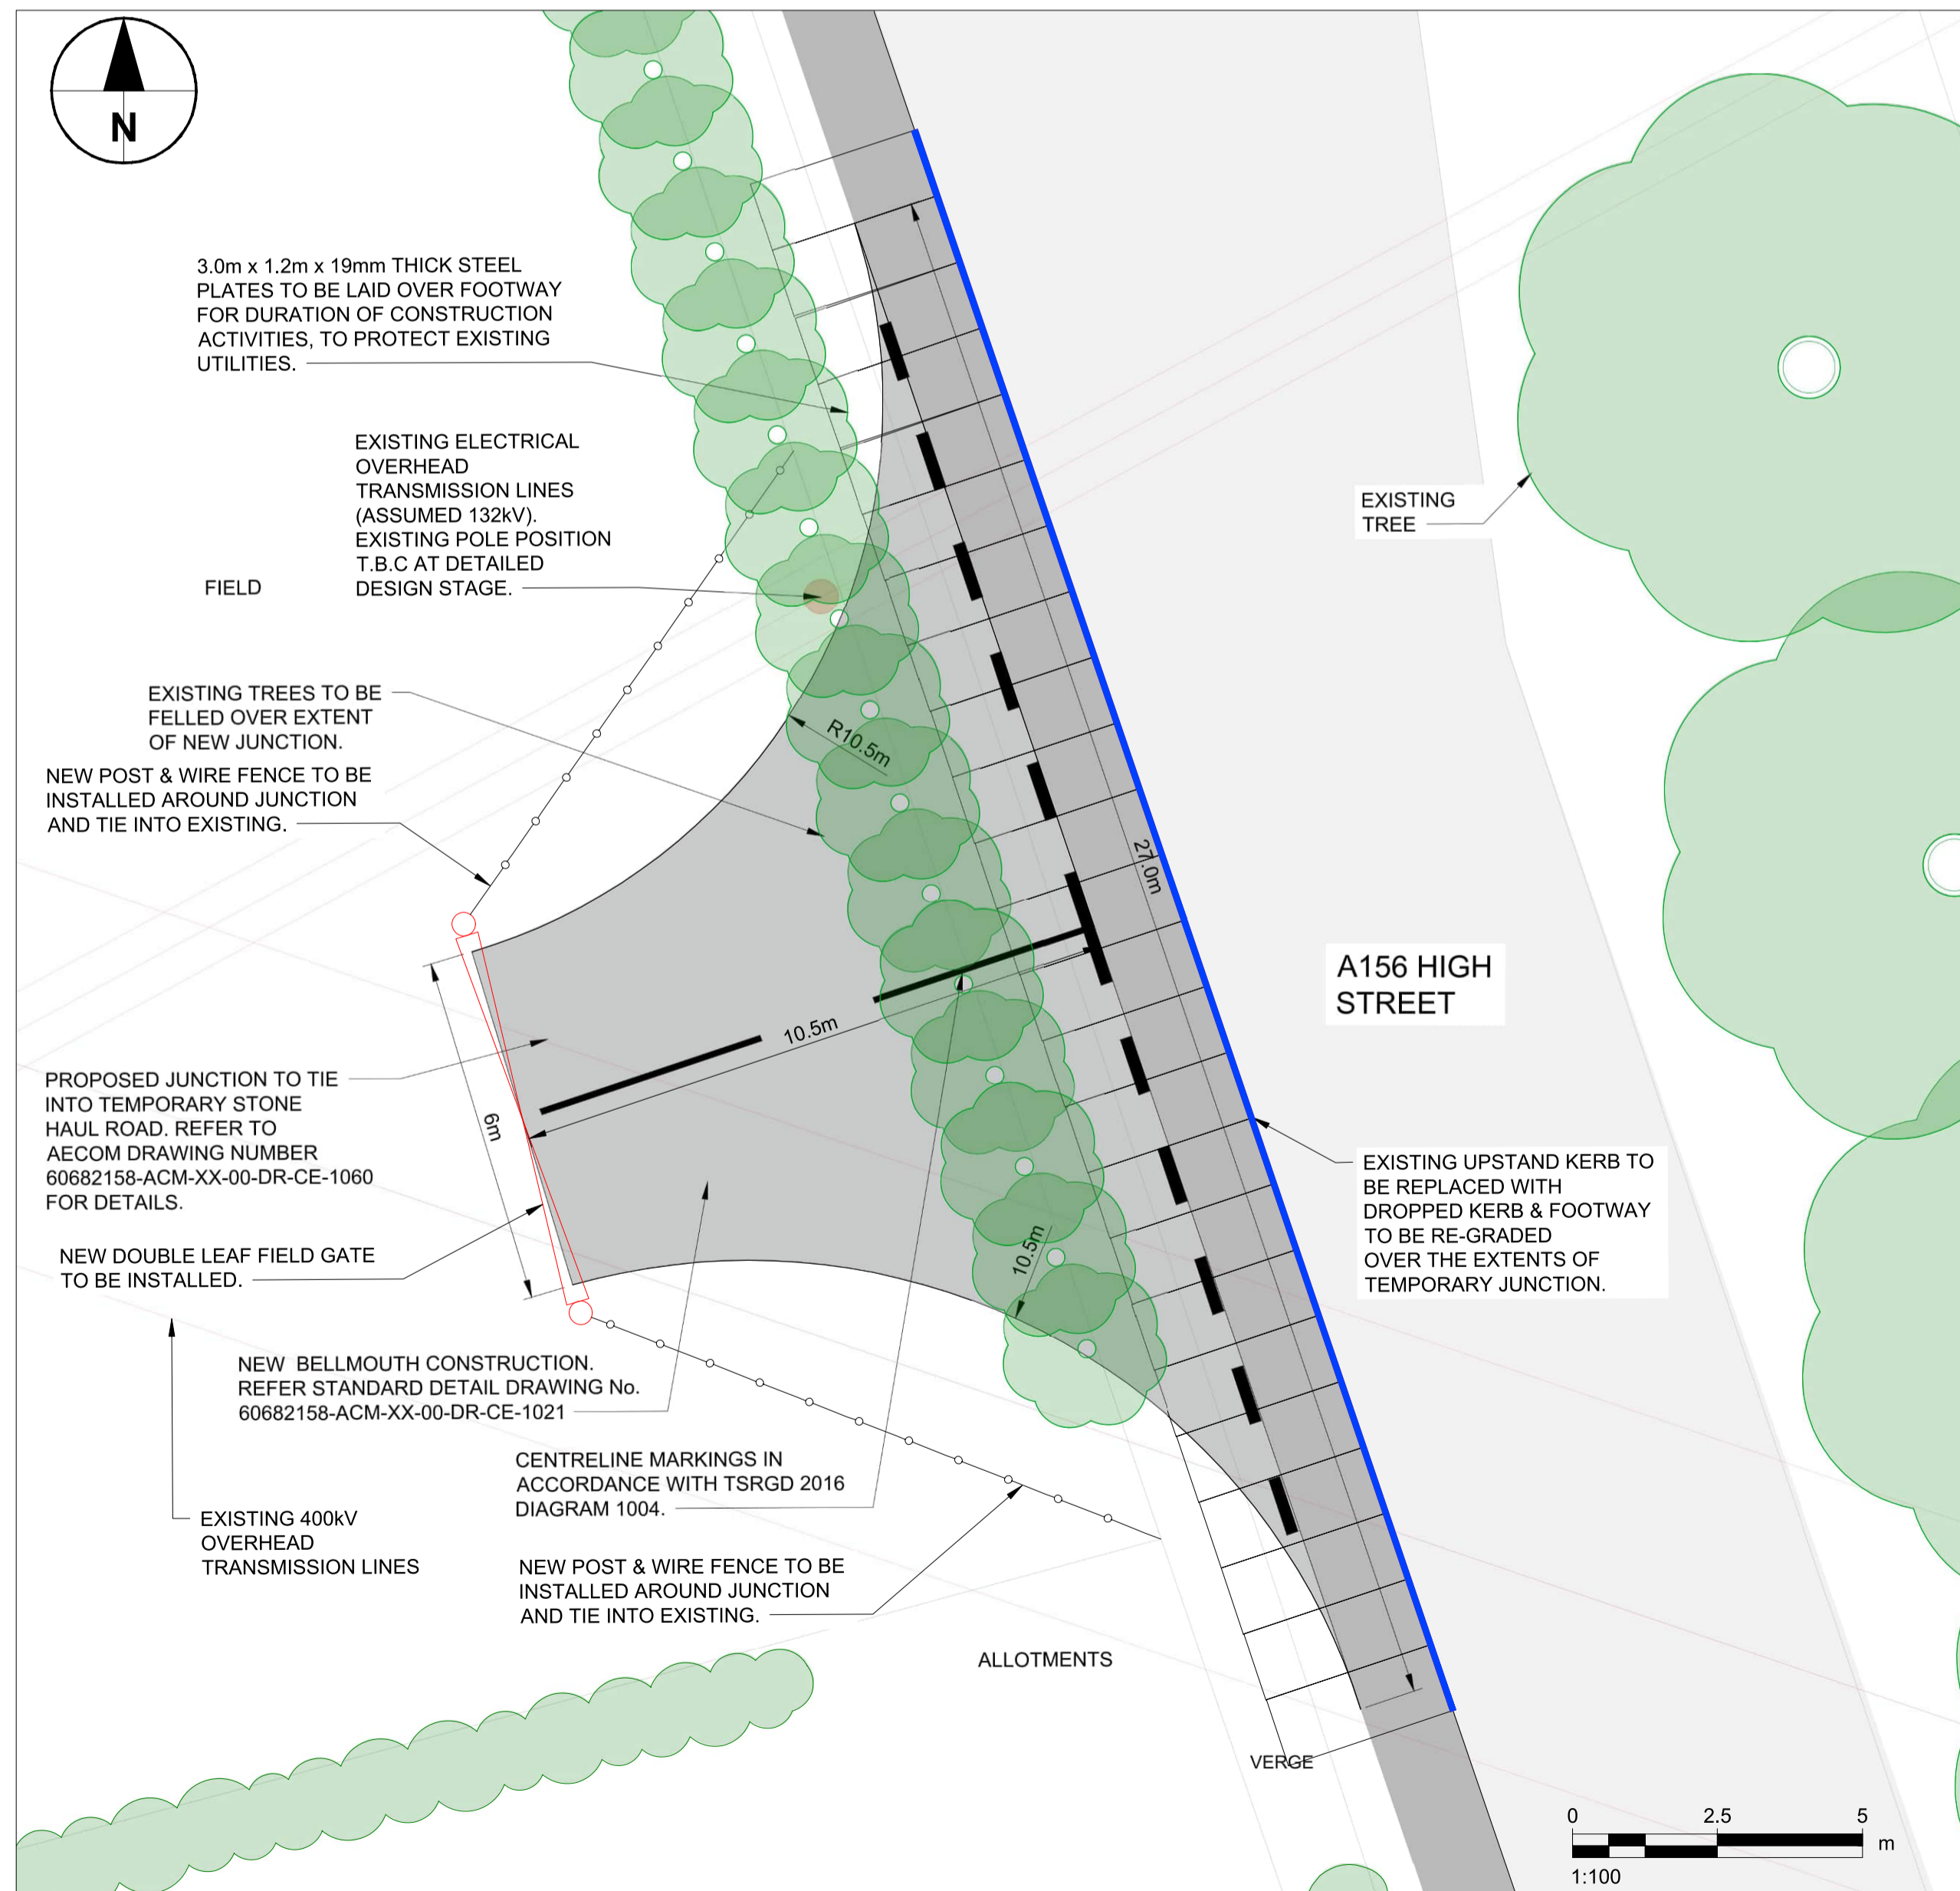 N
3.0m x 1.2m x 19mm THICK STEEL
PLATES TO BE LAID OVER FOOTWAY
FOR DURATION OF CONSTRUCTION
ACTIVITIES, TO PROTECT EXISTING
UTILITIES.
EXISTING ELECTRICAL
OVERHEAD
TRANSMISSION LINES
(ASSUMED 132kV).
EXISTING POLE POSITION
T.B.C AT DETAILED
DESIGN STAGE.
FIELD
EXISTING
TREE
EXISTING TREES TO BE
FELLED OVER EXTENT
OF NEW JUNCTION.
R10.5m
NEW POST & WIRE FENCE TO BE
INSTALLED AROUND JUNCTION
AND TIE INTO EXISTING.
27.0m
A156 HIGH
STREET
10.5m
6m
PROPOSED JUNCTION TO TIE
INTO TEMPORARY STONE
HAUL ROAD. REFER TO
AECOM DRAWING NUMBER
60682158-ACM-XX-00-DR-CE-1060
FOR DETAILS.
EXISTING UPSTAND KERB TO
BE REPLACED WITH
DROPPED KERB & FOOTWAY
TO BE RE-GRADED
OVER THE EXTENTS OF
TEMPORARY JUNCTION.
10.5m
NEW DOUBLE LEAF FIELD GATE
TO BE INSTALLED.
NEW BELLMOUTH CONSTRUCTION.
REFER STANDARD DETAIL DRAWING No.
60682158-ACM-XX-00-DR-CE-1021
CENTRELINE MARKINGS IN
ACCORDANCE WITH TSRGD 2016
DIAGRAM 1004.
EXISTING 400kV
OVERHEAD
TRANSMISSION LINES
NEW POST & WIRE FENCE TO BE
INSTALLED AROUND JUNCTION
AND TIE INTO EXISTING.
ALLOTMENTS
VERGE
0 2.5 5
m
1:100